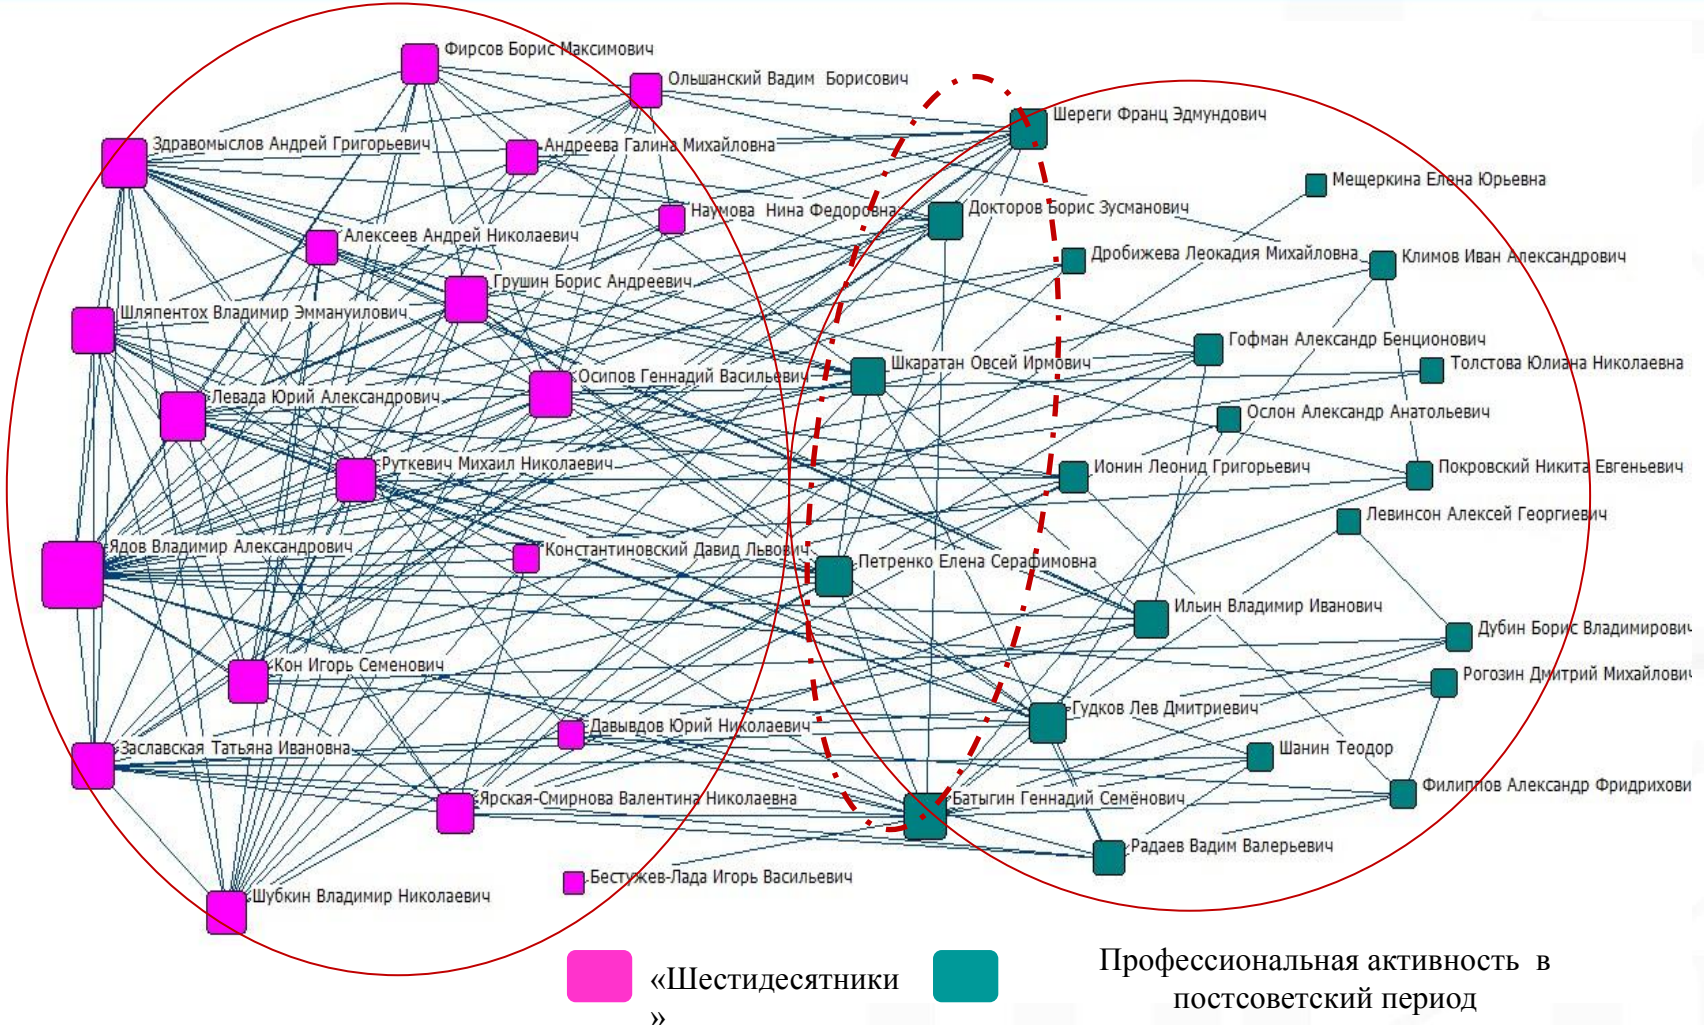 Фирсов Борис Максимович
Ольшанский Вадим Борисович
Шереги Франц Эдмундович
Здравомыслов Андрей Григорьевич
Андреева Галина Михайловна
Мещеркина Елена Юрьевна
Наумова Нина Федоровна
Докторов Борис Зусманович
Алексеев Андрей Николаевич
Дробижева Леокадия Михайловна
Климов Иван Александрович
Грушин Борис Андреевич
Шляпентох Владимир Эммануилович
Гофман Александр Бенционович
Шкаратан Овсей Ирмович
Толстова Юлиана Николаевна
Осипов Геннадий Васильевич
Левада Юрий Александрович
Ослон Александр Анатольевич
Руткевич Михаил Николаевич
Ионин Леонид Григорьевич
Покровский Никита Евгеньевич
Левинсон Алексей Георгиевич
Ядов Владимир Александрович
Константиновский Давид Львович
Петренко Елена Серафимовна
Ильин Владимир Иванович
Дубин Борис Владимирович
Кон Игорь Семенович
Рогозин Дмитрий Михайлович
Гудков Лев Дмитриевич
Давывдов Юрий Николаевич
Заславская Татьяна Ивановна
Шанин Теодор
Филиппов Александр Фридрихови
Ярская-Смирнова Валентина Николаевна
Батыгин Геннадий Семёнович
Радаев Вадим Валерьевич
Бестужев-Лада Игорь Васильевич
Шубкин Владимир Николаевич
«Шестидесятники
»
Профессиональная активность в
постсоветский период